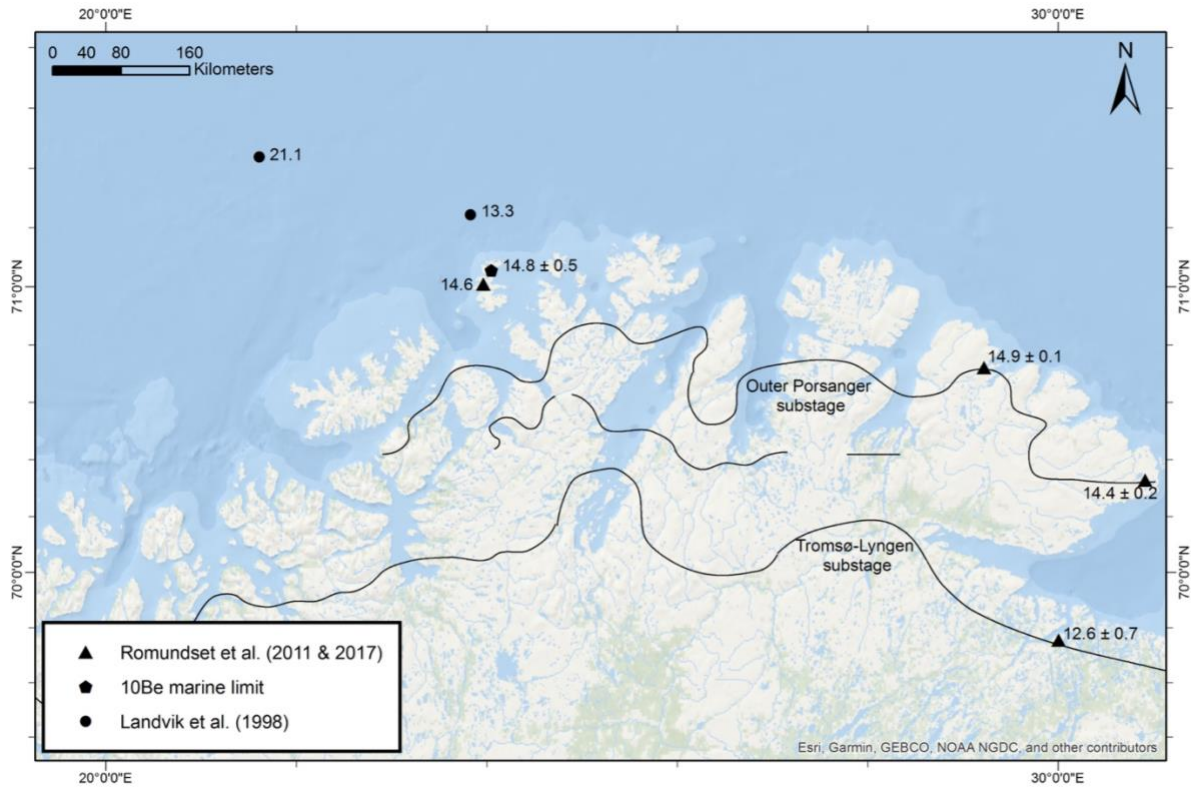 20°0'0"E 30°0'0"E
0 40 80 160
Kilometers
N
21.1
13.3
14.8 ± 0.5
14.6
71°0'0"N 71°0'0"N
14.9 ± 0.1
Outer Porsanger
substage
14.4 ± 0.2
Tromsø-Lyngen
substage
70°0'0"N 70°0'0"N
12.6 ± 0.7
Romundset et al. (2011 & 2017)
10Be marine limit
Landvik et al. (1998)
Esri, Garmin, GEBCO, NOAA NGDC, and other contributors
20°0'0"E 30°0'0"E